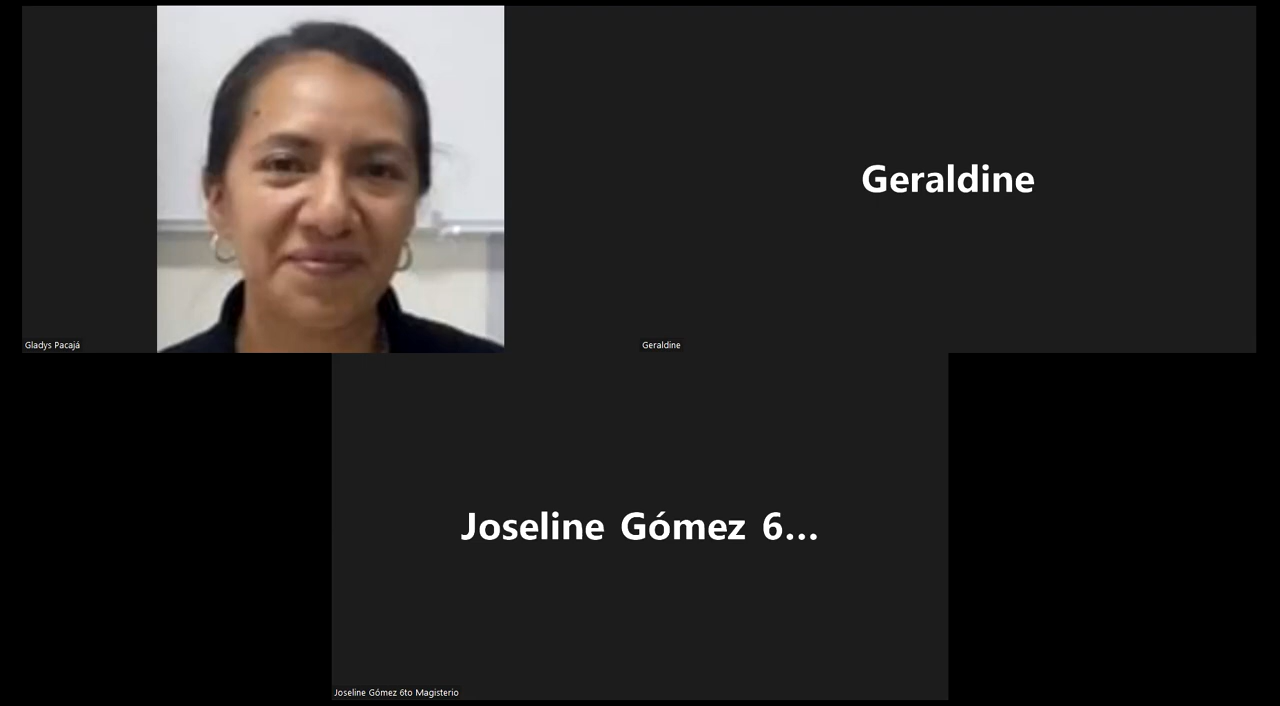 Geraldine
Gladys Pacajá
Geraldine
Joseline Gómez 6...
Joseline Gómez 6to Magisterio